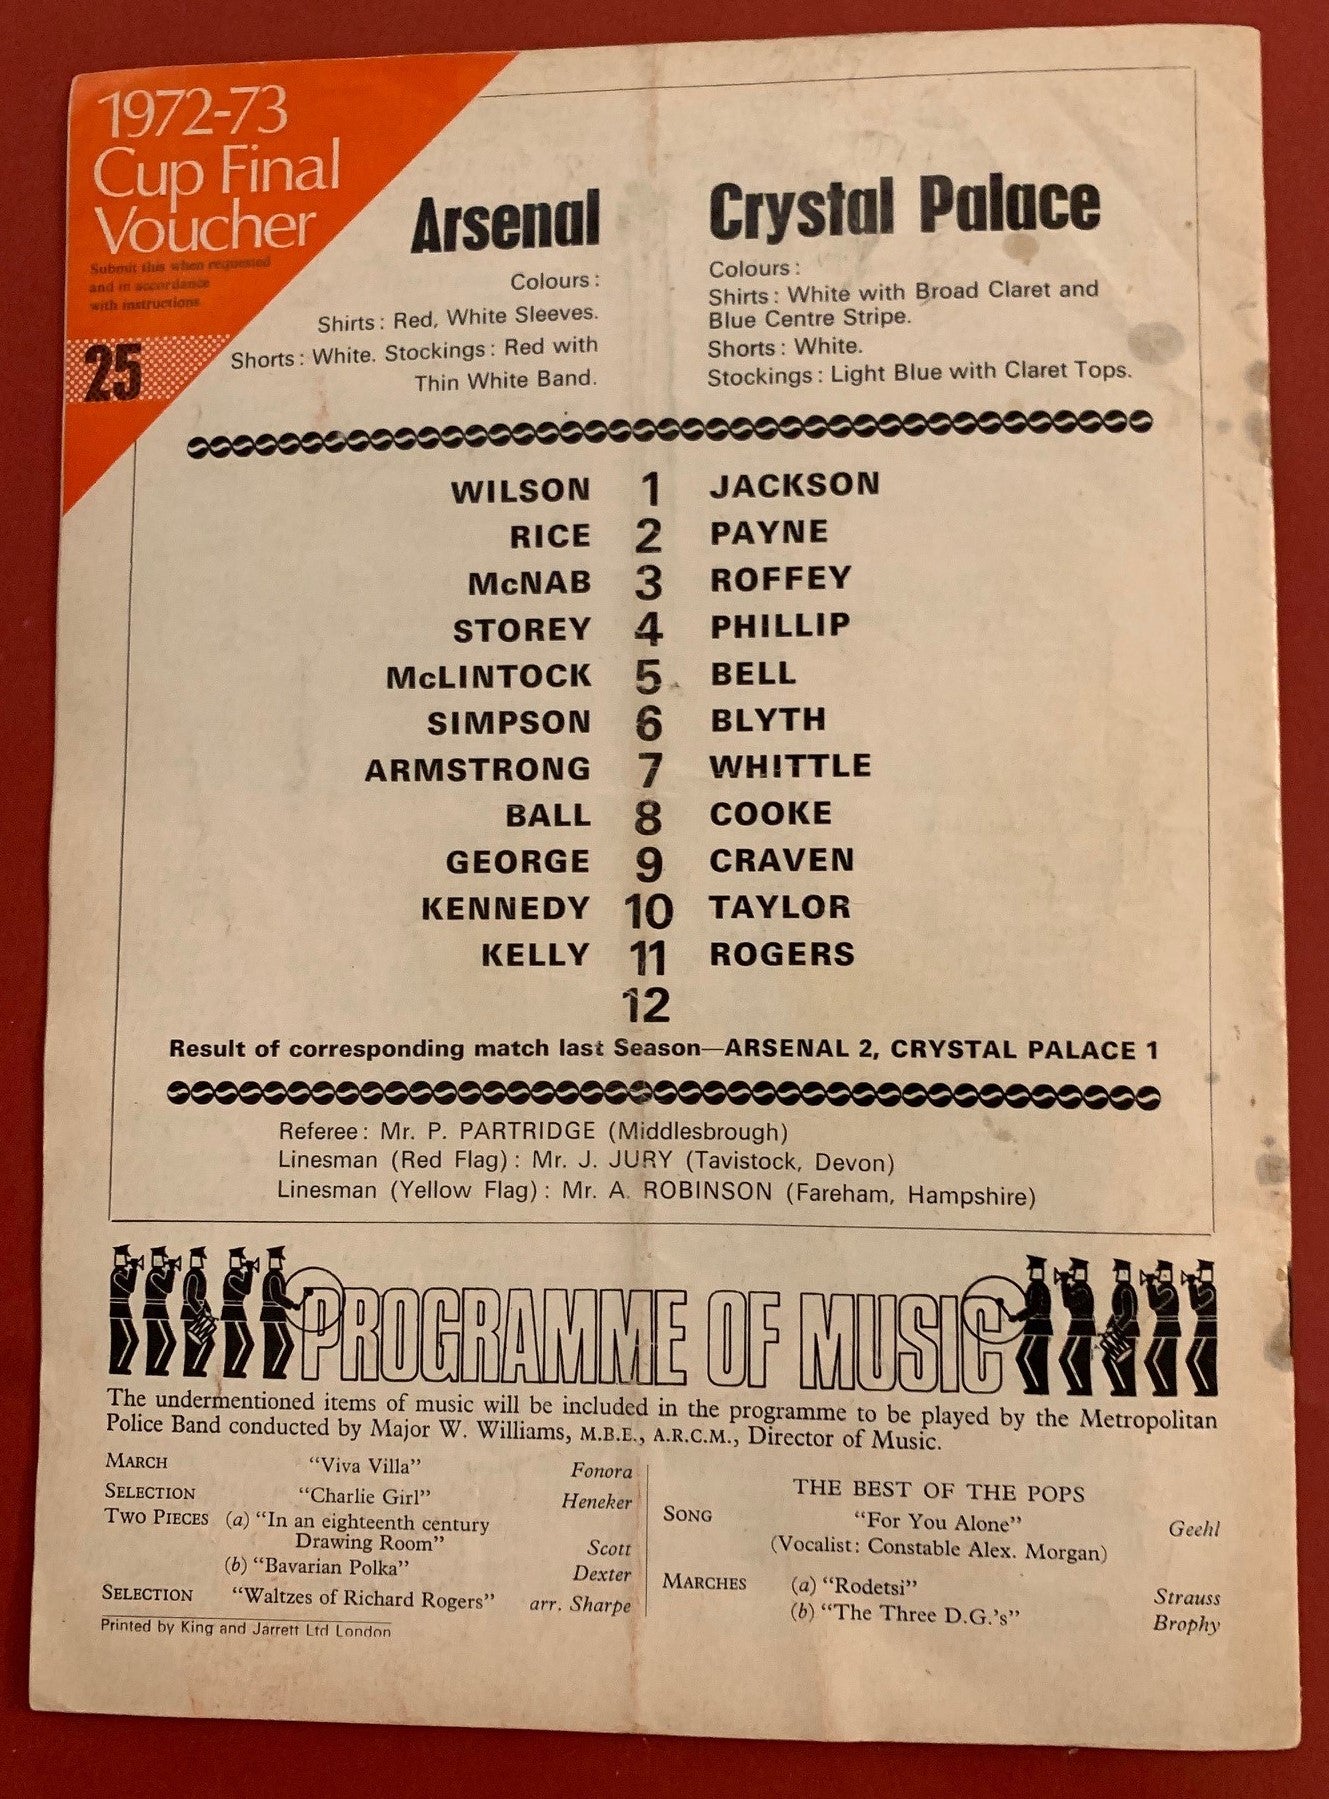 1972-73
Cup Final
Voucher
Submit this when requested
and in accordance
with instructions
25
Arsenal
Colours:
Shirts: Red, White Sleeves.
Shorts: White. Stockings: Red with
Thin White Band.
Crystal Palace
Colours:
Shirts: White with Broad Claret and
Blue Centre Stripe.
Shorts: White.
Stockings: Light Blue with Claret Tops.
WILSON 1 JACKSON
RICE 2 PAYNE
McNAB 3 ROFFEY
STOREY 4 PHILLIP
McLINTOCK 5 BELL
SIMPSON 6 BLYTH
ARMSTRONG 7 WHITTLE
BALL 8 COOKE
GEORGE 9 CRAVEN
KENNEDY 10 TAYLOR
KELLY 11 ROGERS
12
Result of corresponding match last Season—ARSENAL 2, CRYSTAL PALACE 1
Referee: Mr. P. PARTRIDGE (Middlesbrough)
Linesman (Red Flag): Mr. J. JURY (Tavistock, Devon)
Linesman (Yellow Flag): Mr. A. ROBINSON (Fareham, Hampshire)
PROGRAMME OF MUSIC
The undermentioned items of music will be included in the programme to be played by the Metropolitan
Police Band conducted by Major W. Williams, M.B.E., A.R.C.M., Director of Music.
MARCH "Viva Villa" Fonora
SELECTION "Charlie Girl" Heneker
TWO PIECES (a) "In an eighteenth century
Drawing Room" Scott
(b) "Bavarian Polka" Dexter
SELECTION "Waltzes of Richard Rogers" arr. Sharpe
Printed by King and Jarrett Ltd London
THE BEST OF THE POPS
SONG "For You Alone" Geehl
(Vocalist: Constable Alex. Morgan)
MARCHES (a) "Rodetsi" Strauss
(b) "The Three D.G.'s" Brophy